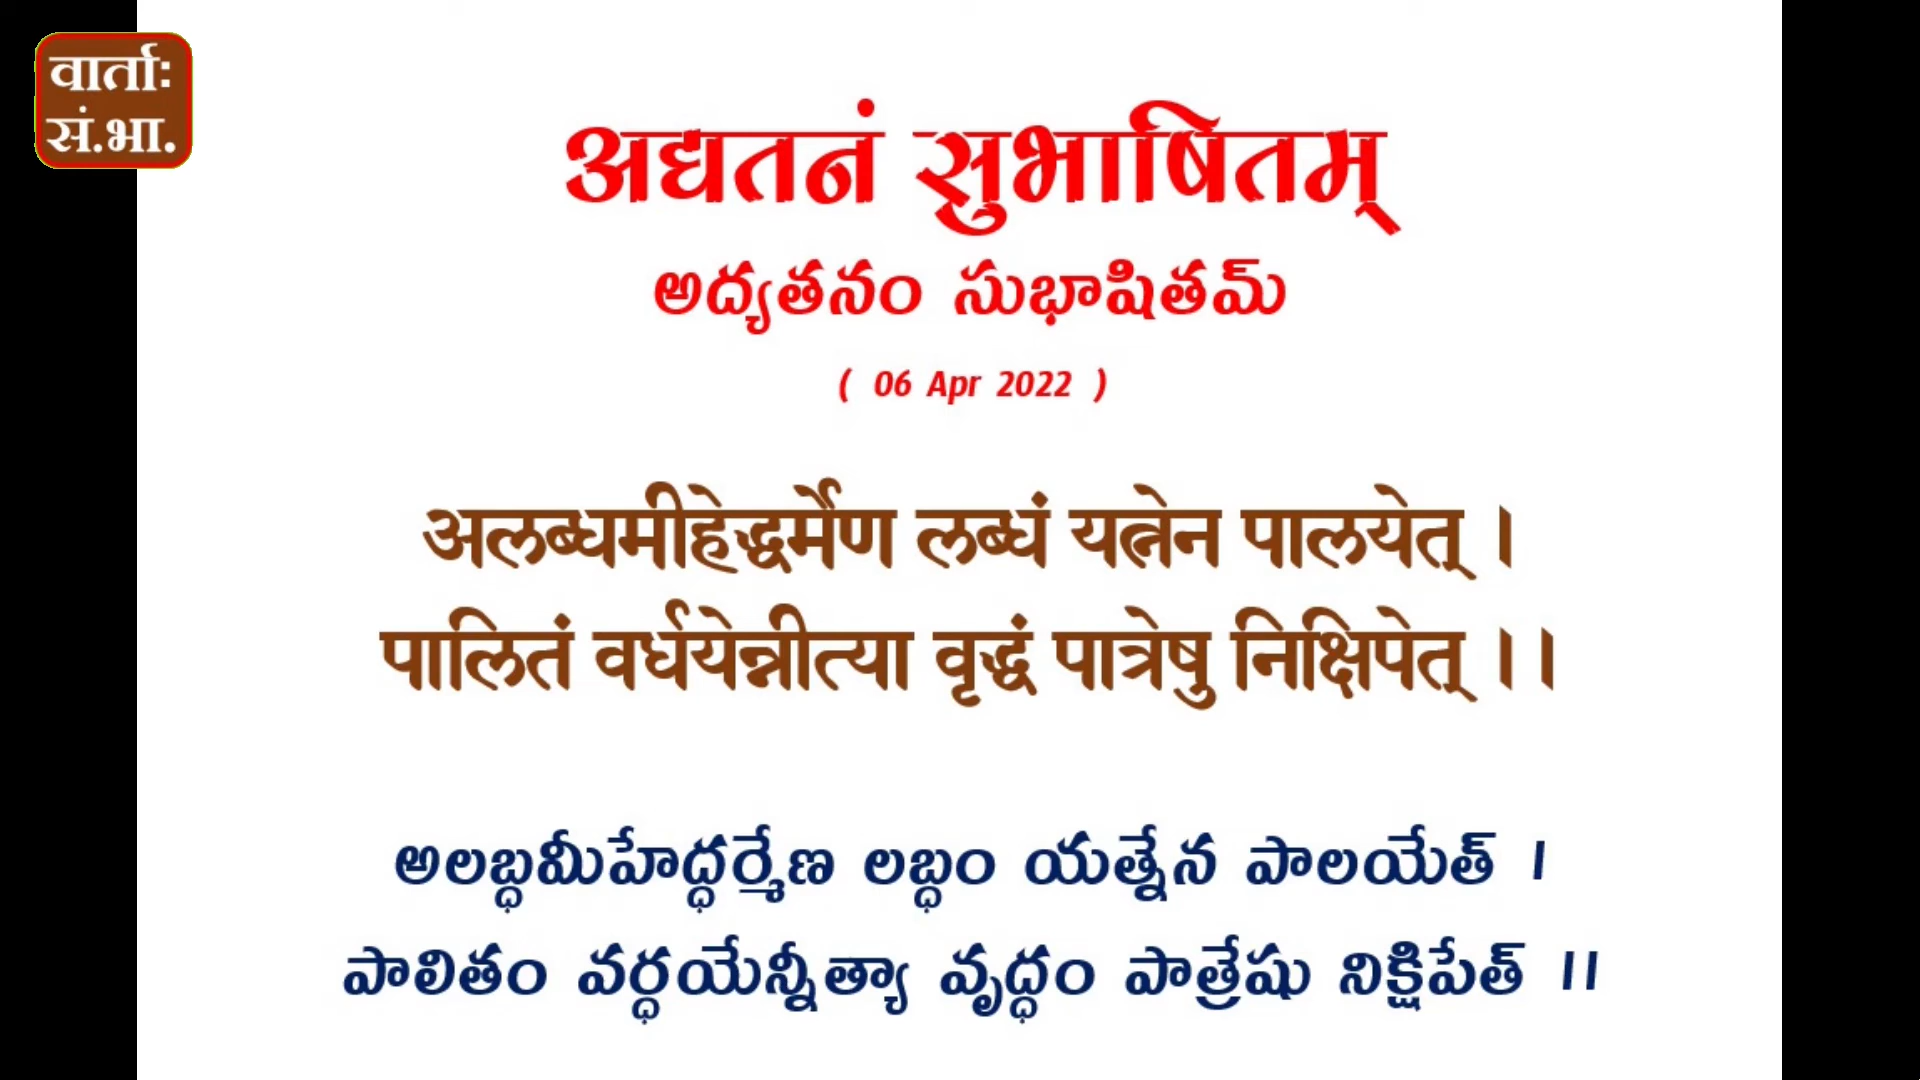 वार्ताः
सं.भा.
अद्यतनं सुभाषितम्
అద్యతనం సుభాషితమ్
( 06 Apr 2022 )
अलब्धमीहेद्धर्मेण लब्धं यत्नेन पालयेत् ।
पालितं वर्धयेन्नीत्या वृद्धं पात्रेषु निक्षिपेत् ।।
అలబ్ధమీహేద్ధర్మేణ లబ్ధం యత్నేన పాలయేత్ ।
పాలితం వర్ధయేన్నీత్యా వృద్ధం పాత్రేషు నిక్షిపేత్ ।।